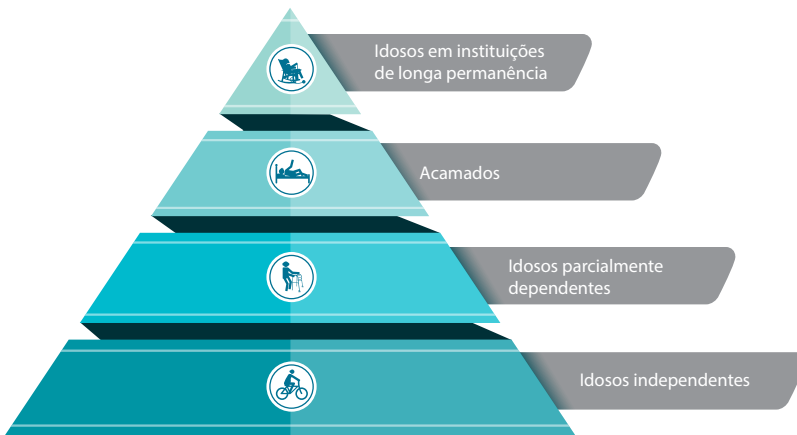 Idosos em instituições
de longa permanência
Acamados
Idosos parcialmente
dependentes
Idosos independentes